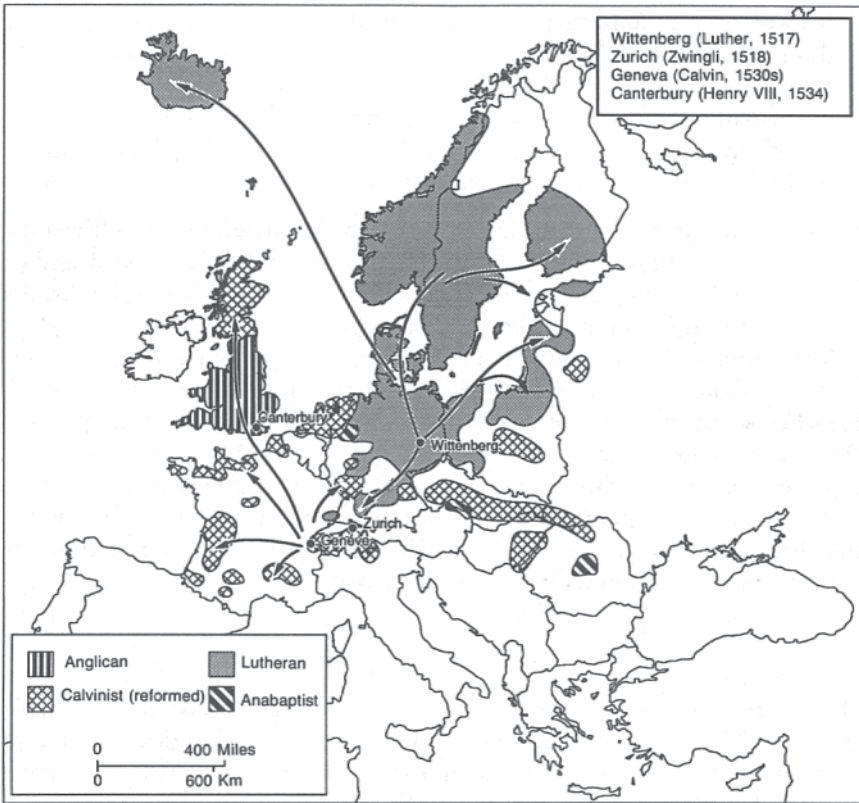 Wittenberg (Luther, 1517)
Zurich (Zwingli, 1518)
Geneva (Calvin, 1530s)
Canterbury (Henry VIII, 1534)
Canterbury
Wittenberg
Zurich
Geneve
Anglican
Lutheran
Calvinist (reformed)
Anabaptist
0 400 Miles
0 600 Km